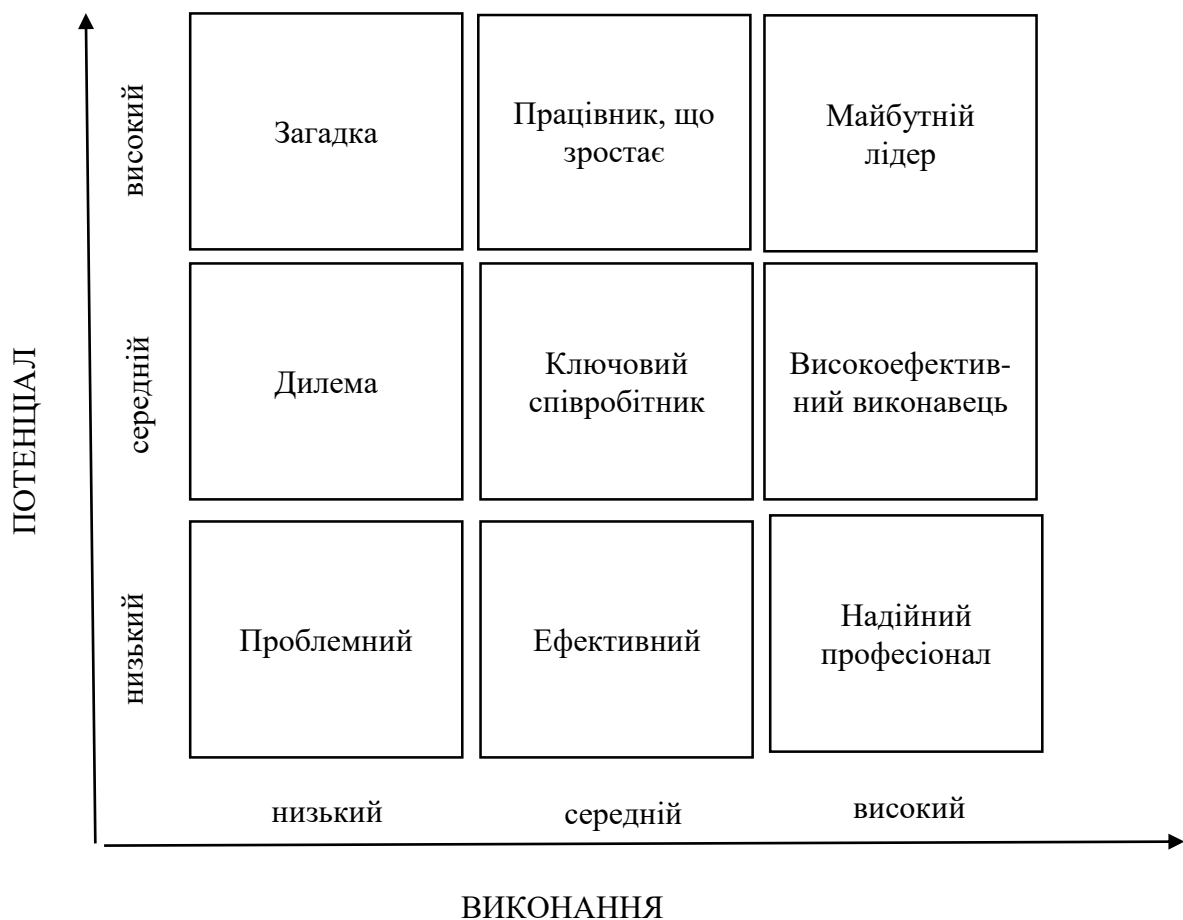 високий
Загадка
Працівник, що
зростає
Майбутній
лідер
ПОТЕНЦІАЛ
середній
Дилема
Ключовий
співробітник
Високоефектив-
ний виконавець
низький
Проблемний
Ефективний
Надійний
професіонал
низький
середній
високий
ВИКОНАННЯ